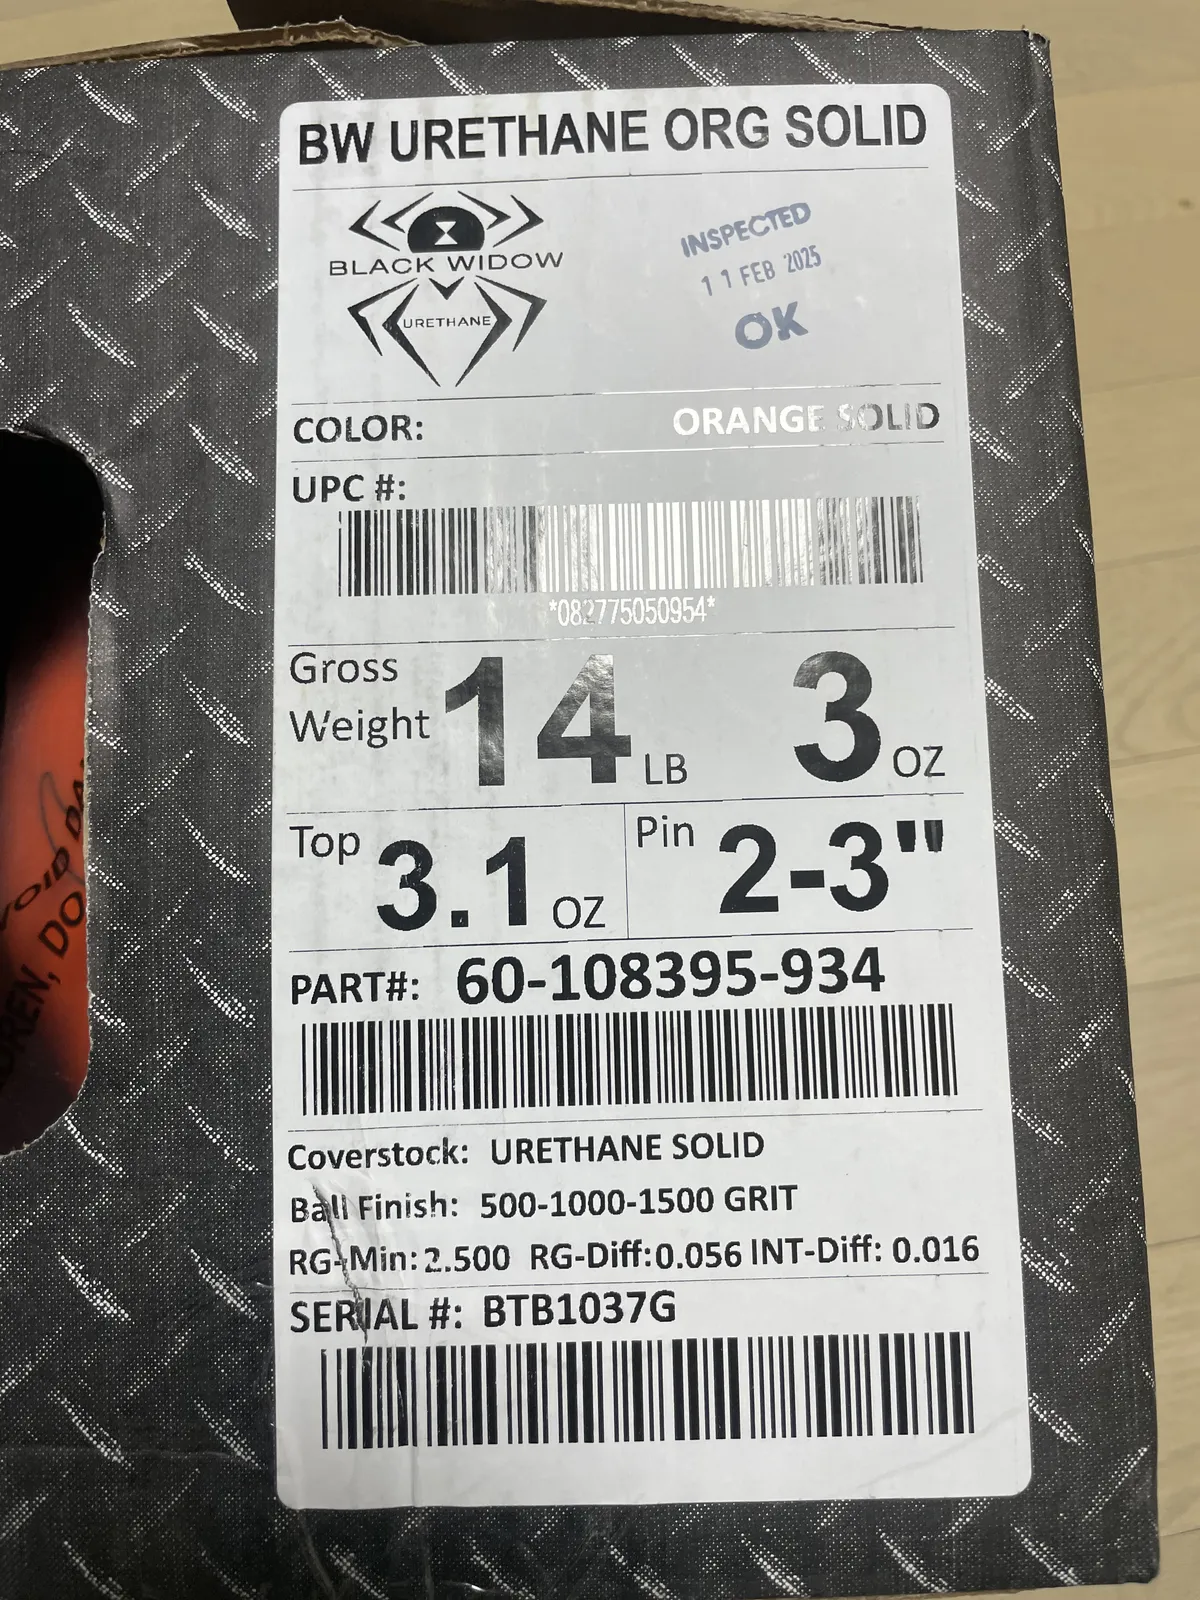 BW URETHANE ORG SOLID
BLACK WIDOW
URETHANE
INSPECTED
11 FEB 2025
OK
COLOR: ORANGE SOLID
UPC #:
*082775050954*
Gross Weight 14 LB 3 OZ
Top 3.1 OZ Pin 2-3"
PART#: 60-108395-934
Coverstock: URETHANE SOLID
Ball Finish: 500-1000-1500 GRIT
RG-Min: 2.500 RG-Diff:0.056 INT-Diff: 0.016
SERIAL #: BTB1037G
DO